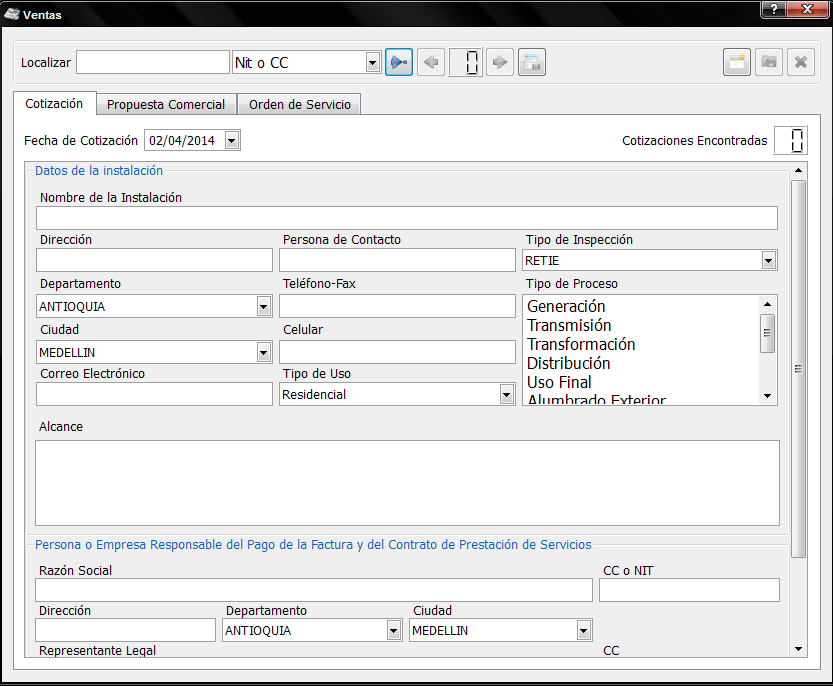 Ventas
Localizar Nit o CC 0
Cotización Propuesta Comercial Orden de Servicio
Fecha de Cotización 02/04/2014 Cotizaciones Encontradas 0
Datos de la instalación
Nombre de la Instalación
Dirección Persona de Contacto Tipo de Inspección
RETIE
Departamento Teléfono-Fax Tipo de Proceso
ANTIOQUIA
Generación
Transmisión
Ciudad Celular
Transformación
MEDELLIN
Distribución
Correo Electrónico Tipo de Uso
Uso Final
Residencial
Alumbrado Exterior
Alcance
Persona o Empresa Responsable del Pago de la Factura y del Contrato de Prestación de Servicios
Razón Social CC o NIT
Dirección Departamento Ciudad
ANTIOQUIA MEDELLIN
Representante Legal CC